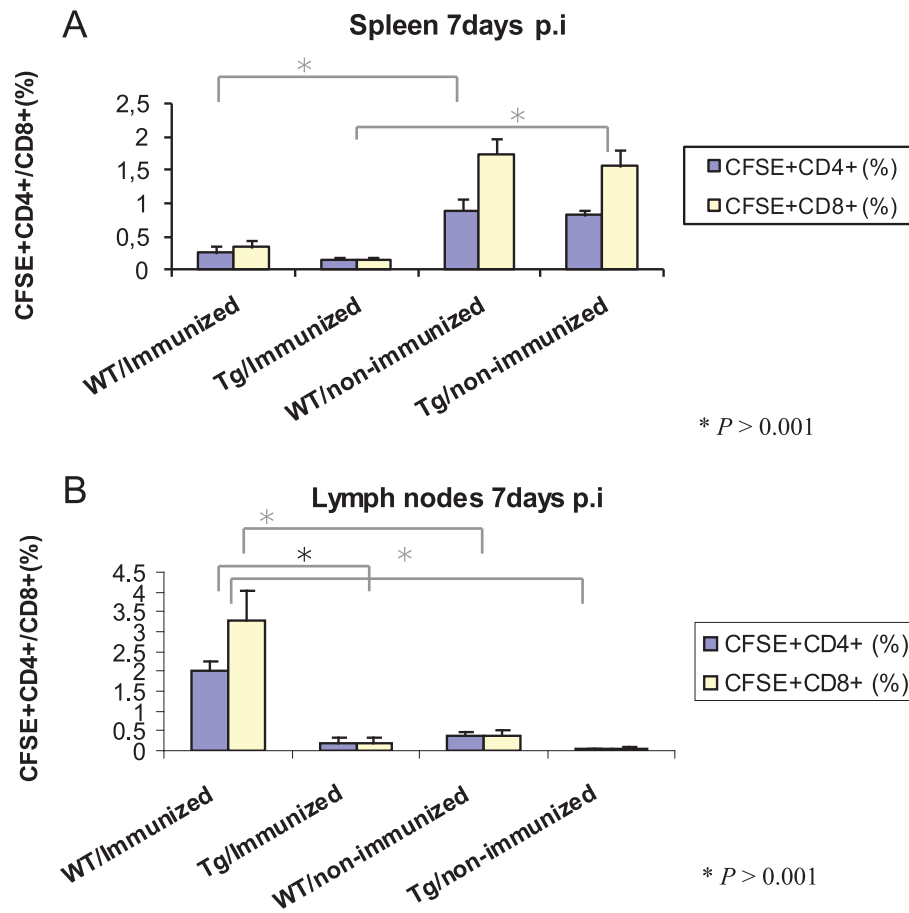 A
Spleen 7days p.i
CFSE+CD4+/CD8+(%)
*
*
2,5
2
1,5
1
0,5
0
CFSE+CD4+ (%)
CFSE+CD8+ (%)
WT/Immunized
Tg/Immunized
WT/non-immunized
Tg/non-immunized
* P > 0.001
B
Lymph nodes 7days p.i
CFSE+CD4+/CD8+(%)
*
*
*
4.5
4
3.5
3
2.5
2
1.5
1
0.5
0
CFSE+CD4+ (%)
CFSE+CD8+ (%)
WT/Immunized
Tg/Immunized
WT/non-immunized
Tg/non-immunized
* P > 0.001